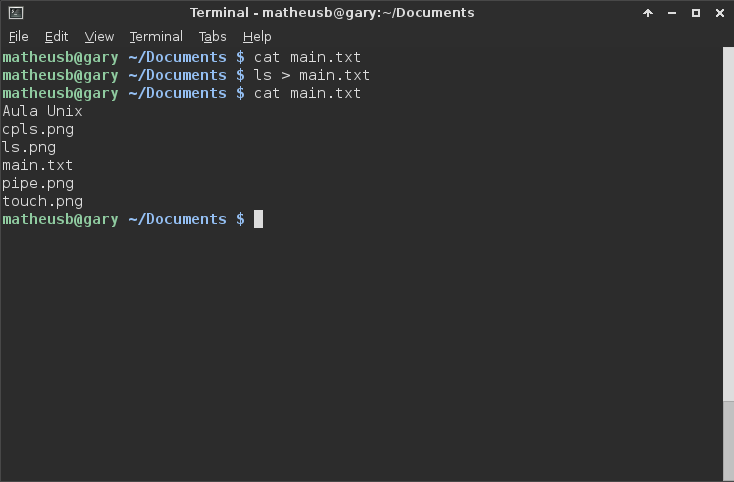 Terminal - matheusb@gary:~/Documents
File Edit View Terminal Tabs Help
matheusb@gary ~/Documents $ cat main.txt
matheusb@gary ~/Documents $ ls > main.txt
matheusb@gary ~/Documents $ cat main.txt
Aula Unix
cpls.png
ls.png
main.txt
pipe.png
touch.png
matheusb@gary ~/Documents $